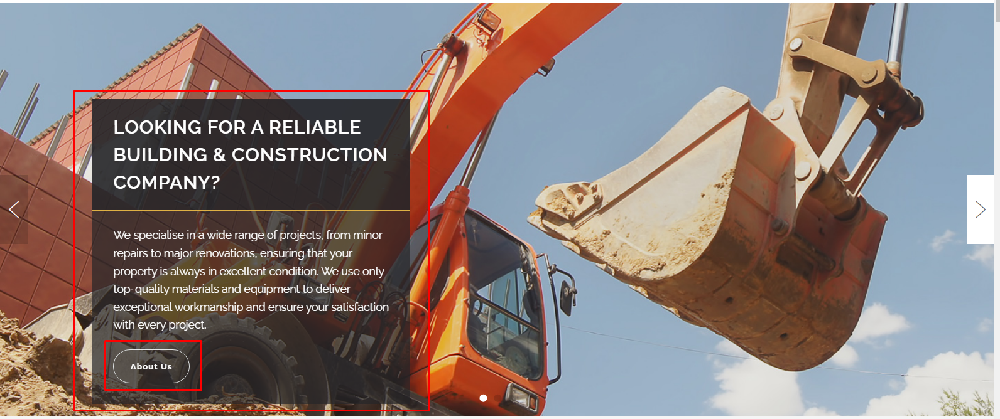 LOOKING FOR A RELIABLE
BUILDING & CONSTRUCTION
COMPANY?
We specialise in a wide range of projects, from minor
repairs to major renovations, ensuring that your
property is always in excellent condition. We use only
top-quality materials and equipment to deliver
exceptional workmanship and ensure your satisfaction
with every project.
About Us